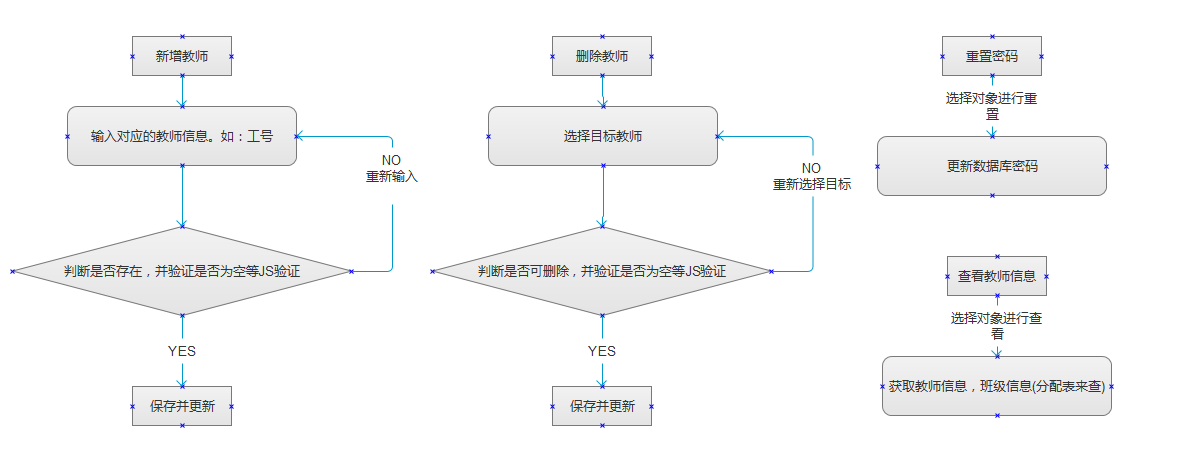 新增教师
输入对应的教师信息。如：工号
NO
重新输入
判断是否存在，并验证是否为空等JS验证
YES
保存并更新
删除教师
选择目标教师
NO
重新选择目标
判断是否可删除，并验证是否为空等JS验证
YES
保存并更新
重置密码
选择对象进行重
置
更新数据库密码
查看教师信息
选择对象进行查
看
获取教师信息，班级信息(分配表来查)